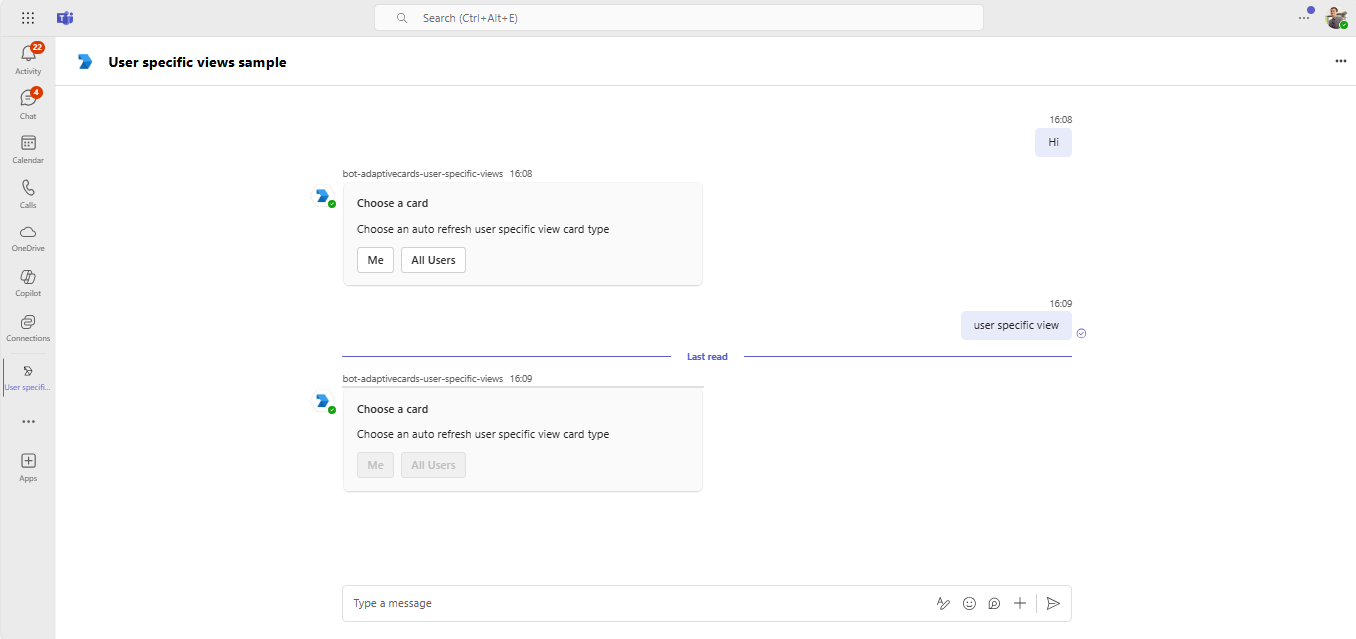 Search (Ctrl+Alt+E)
22
Activity
4
Chat
Calendar
Calls
OneDrive
Copilot
Connections
User specifi...
Apps
User specific views sample
16:08
Hi
bot-adaptivecards-user-specific-views 16:08
Choose a card
Choose an auto refresh user specific view card type
Me All Users
16:09
user specific view
Last read
bot-adaptivecards-user-specific-views 16:09
Choose a card
Choose an auto refresh user specific view card type
Me All Users
Type a message